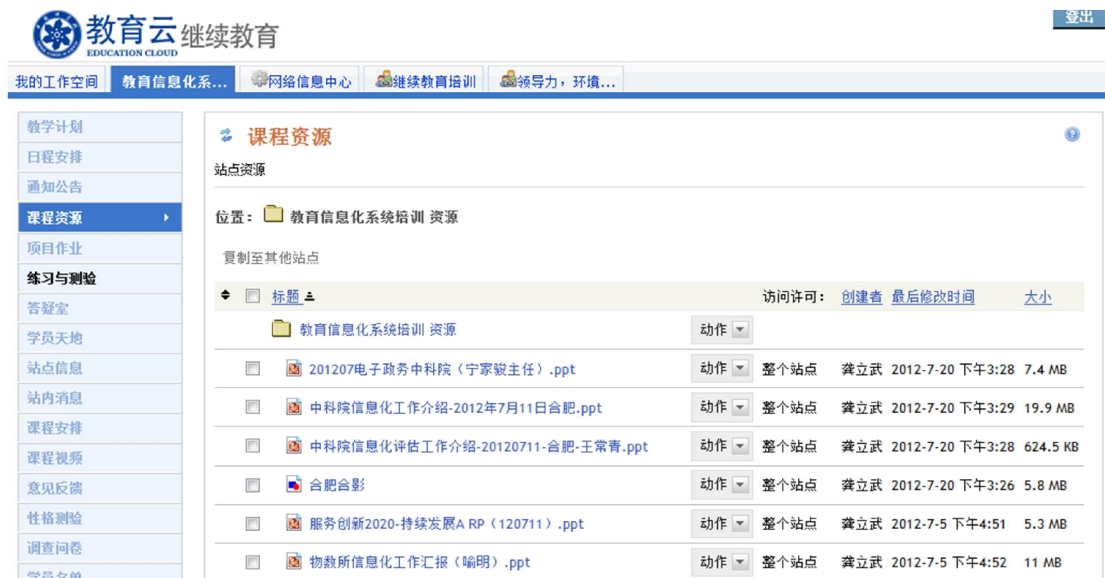 登出
教育云 继续教育
EDUCATION CLOUD
我的工作空间 教育信息化系... 网络信息中心 继续教育培训 领导力，环境...
教学计划
日程安排
通知公告
课程资源
项目作业
练习与测验
答疑室
学员天地
站点信息
站内消息
课程安排
课程视频
意见反馈
性格测验
调查问卷
学员名单
课程资源
站点资源
位置： 教育信息化系统培训 资源
复制至其他站点
标题 访问许可： 创建者 最后修改时间 大小
教育信息化系统培训 资源 动作
201207电子政务中科院（宁家骏主任）.ppt 动作 整个站点 龚立武 2012-7-20 下午3:28 7.4 MB
中科院信息化工作介绍-2012年7月11日合肥.ppt 动作 整个站点 龚立武 2012-7-20 下午3:29 19.9 MB
中科院信息化评估工作介绍-20120711-合肥-王常青.ppt 动作 整个站点 龚立武 2012-7-20 下午3:28 624.5 KB
合肥合影 动作 整个站点 龚立武 2012-7-20 下午3:26 5.8 MB
服务创新2020-持续发展A RP（120711）.ppt 动作 整个站点 龚立武 2012-7-5 下午4:51 5.3 MB
物数所信息化工作汇报（喻明）.ppt 动作 整个站点 龚立武 2012-7-5 下午4:52 11 MB